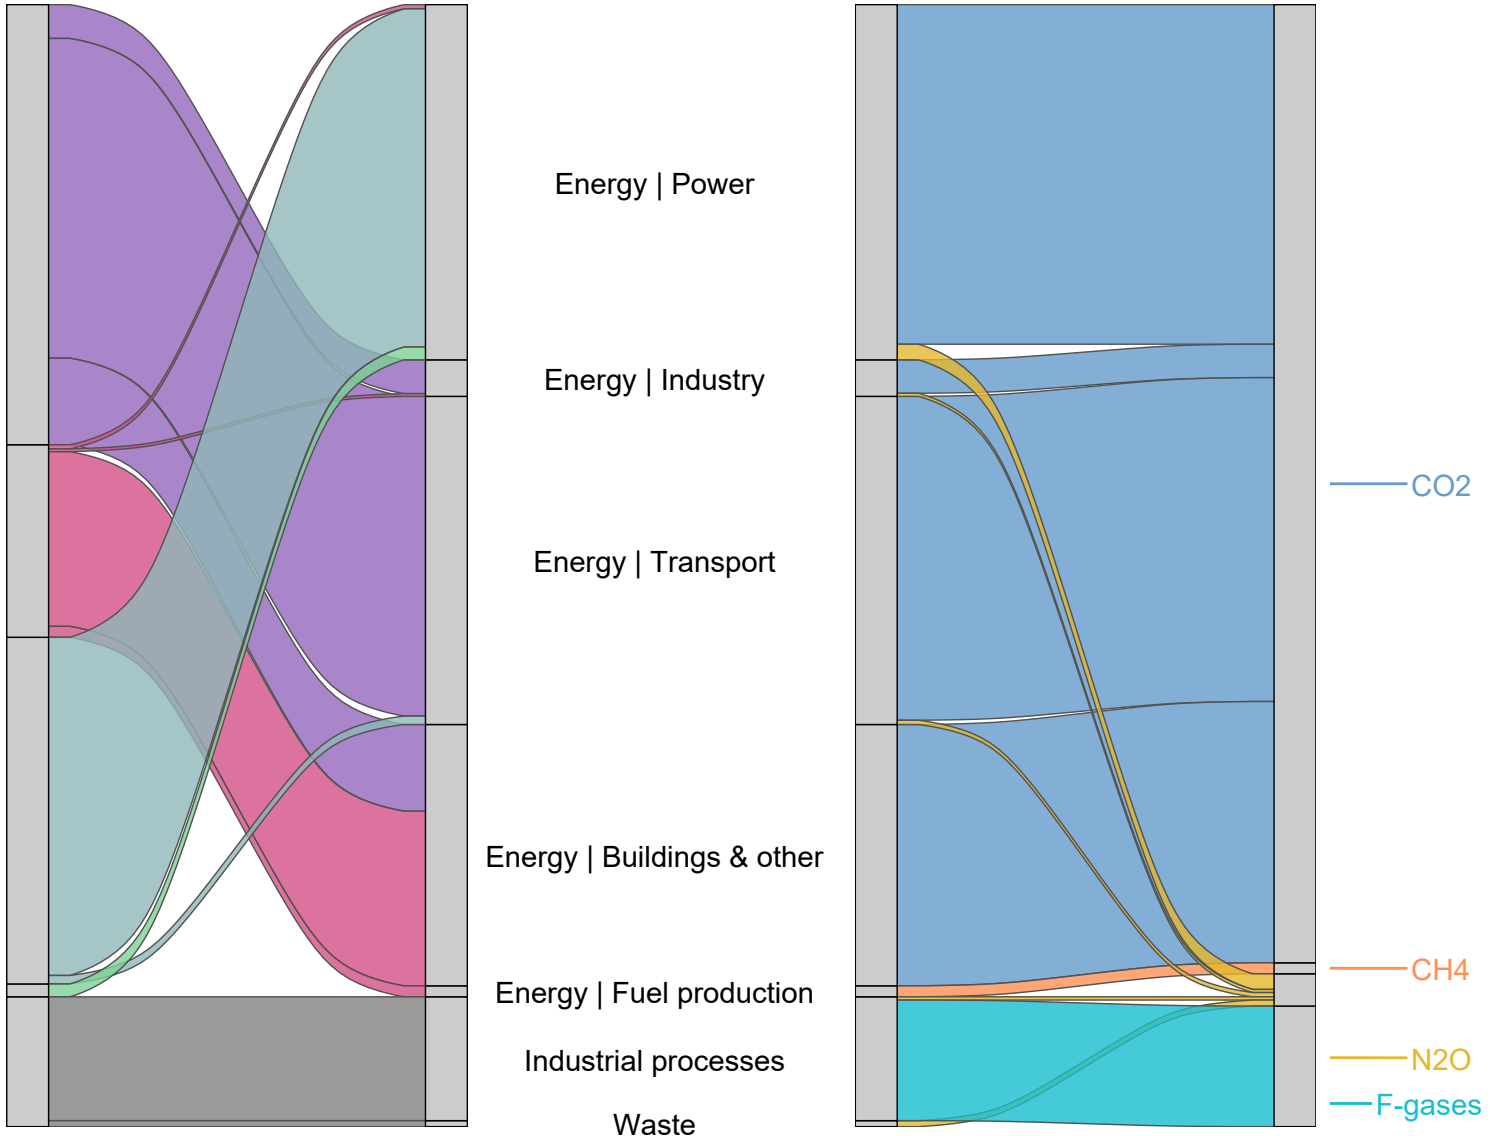 Energy | Power
Energy | Industry
Energy | Transport
Energy | Buildings & other
Energy | Fuel production
Industrial processes
Waste
CO2
CH4
N2O
F-gases